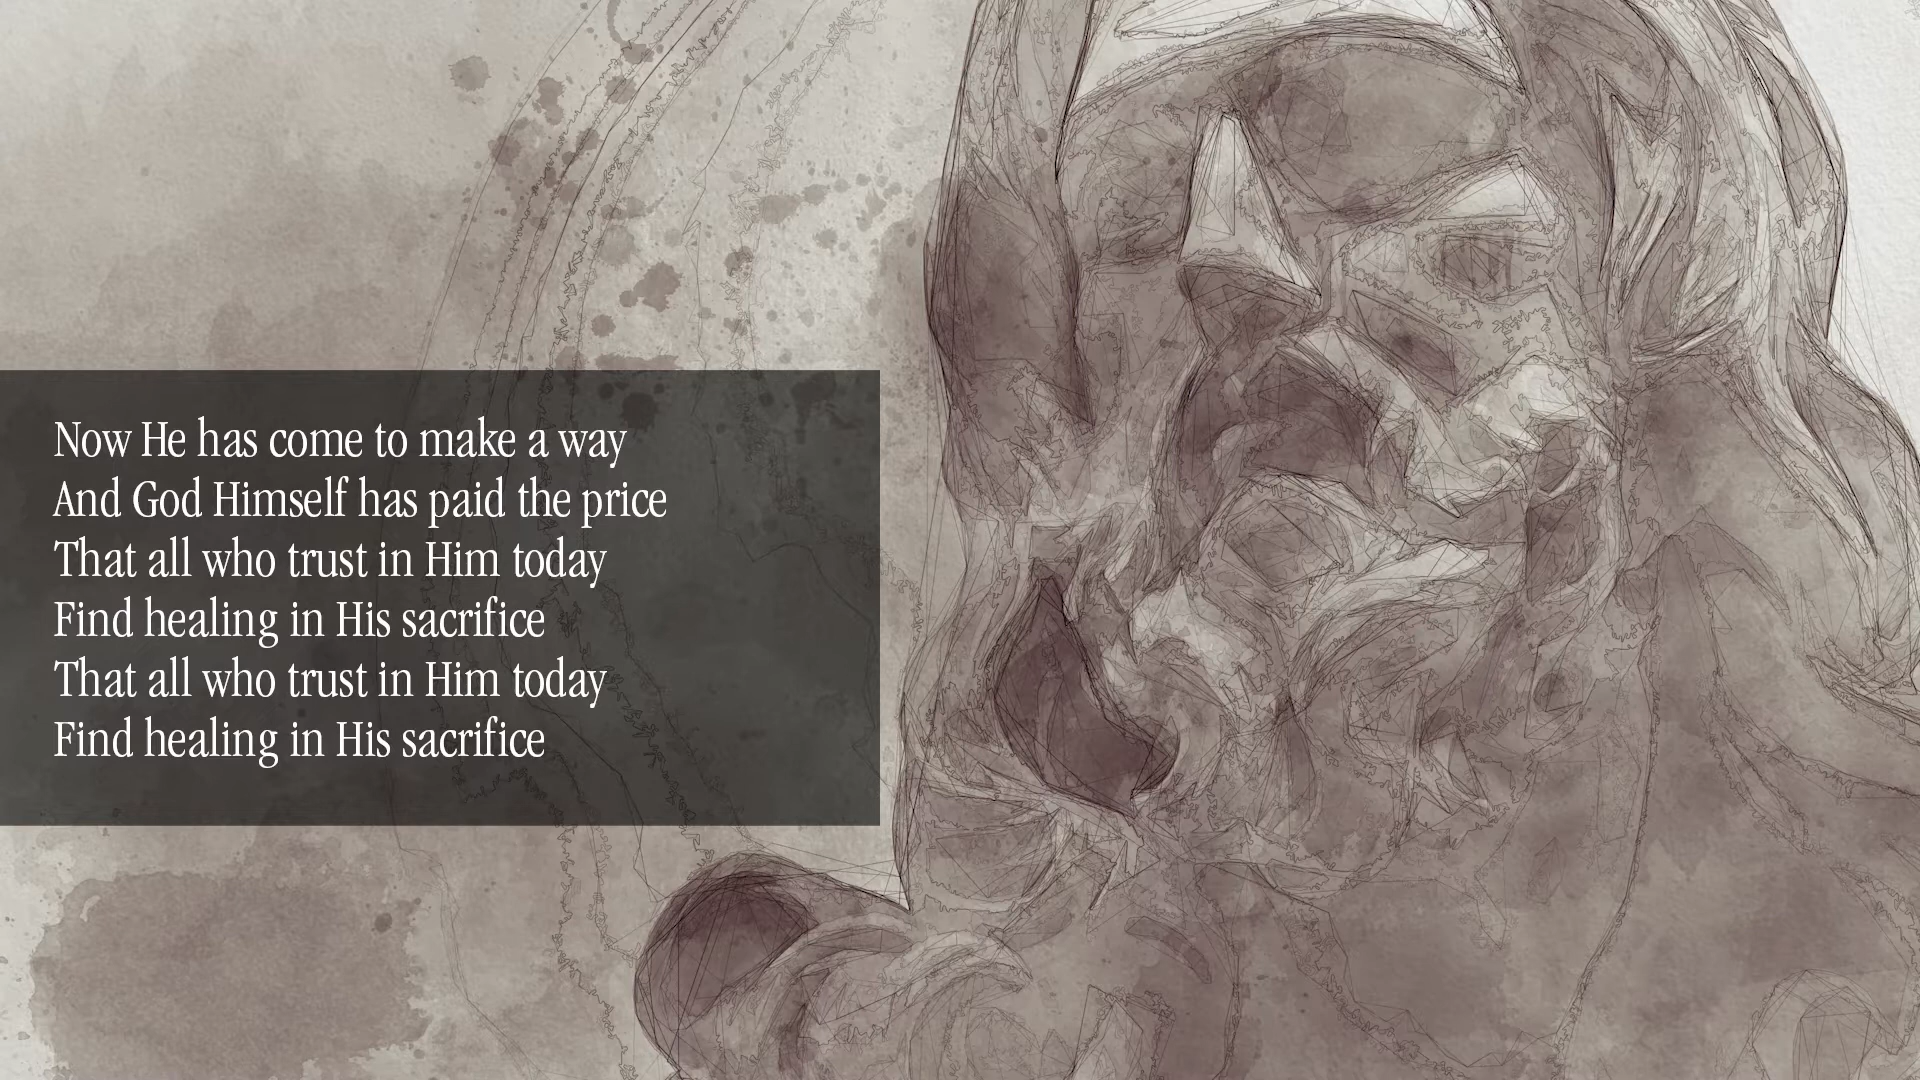 Now He has come to make a way
And God Himself has paid the price
That all who trust in Him today
Find healing in His sacrifice
That all who trust in Him today
Find healing in His sacrifice